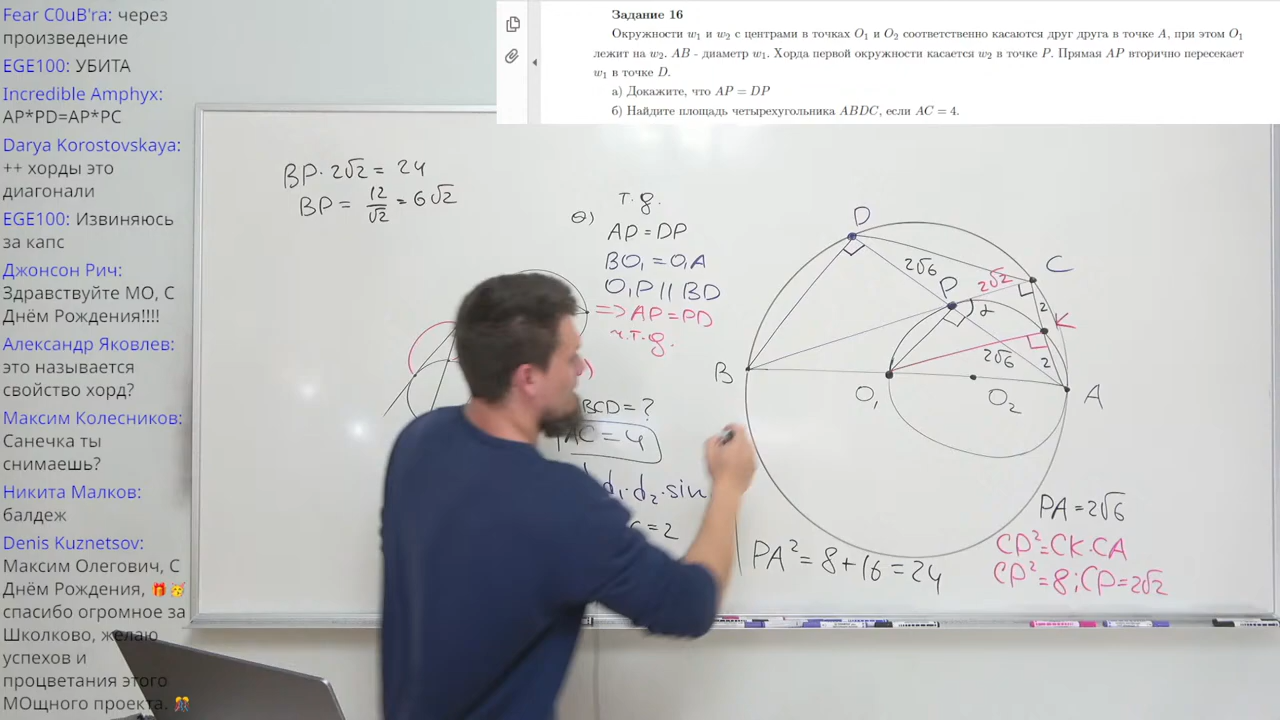 Fear C0uB'ra: через
произведение
EGE100: УБИТА
Incredible Amphyx:
AP*PD=AP*PC
Darya Korostovskaya:
++ хорды это
диагонали
EGE100: Извиняюсь
за капс
Джонсон Рич:
Здравствуйте МО, С
Днём Рождения!!!!
Александр Яковлев:
это называется
свойство хорд?
Максим Колесников:
Санечка ты
снимаешь?
Никита Малков:
балдеж
Denis Kuznetsov:
Максим Олегович, С
Днём Рождения, 🎁🥳
спасибо огромное за
Школково, желаю
успехов и
процветания этого
МОщного проекта. 🎊
Задание 16
Окружности w₁ и w₂ с центрами в точках O₁ и O₂ соответственно касаются друг друга в точке A, при этом O₁
лежит на w₂. AB - диаметр w₁. Хорда первой окружности касается w₂ в точке P. Прямая AP вторично пересекает
w₁ в точке D.
а) Докажите, что AP = DP
б) Найдите площадь четырехугольника ABDC, если AC = 4.
BP·2√2 = 24
BP = 12/√2 = 6√2
т.д.
а)
AP = DP
BO₁ = O₁A
O₁P || BD
=> AP = PD
ч.т.д.
)
BCD = ?
AC = 4
d₁·d₂·sin
= 2
D
2√6
C
P
2√2
α
2
K
2√6
2
B
O₁
O₂
A
PA = 2√6
CP² = CK·CA
CP² = 8; CP = 2√2
PA² = 8 + 16 = 24